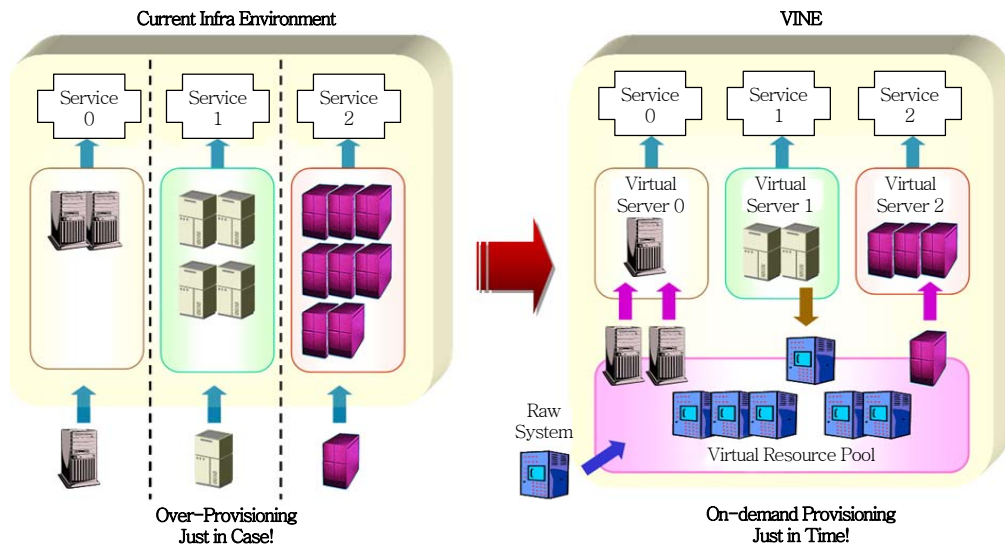 Current Infra Environment
Service
0
Service
1
Service
2
Over-Provisioning
Just in Case!
VINE
Service
0
Service
1
Service
2
Virtual
Server 0
Virtual
Server 1
Virtual
Server 2
Raw
System
Virtual Resource Pool
On-demand Provisioning
Just in Time!